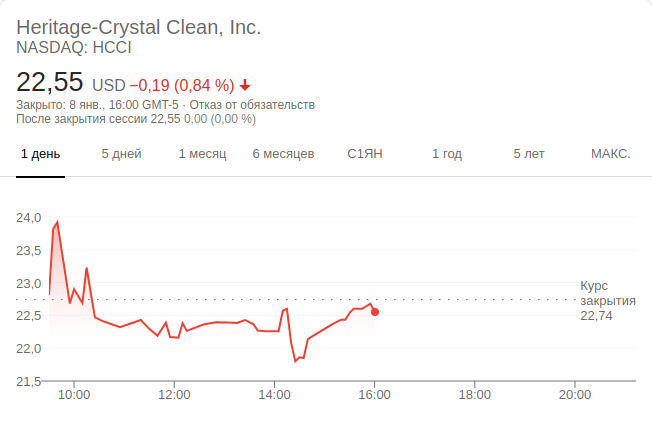 Heritage-Crystal Clean, Inc.
NASDAQ: HCCI
22,55 USD −0,19 (0,84 %)
Закрыто: 8 янв., 16:00 GMT-5 · Отказ от обязательств
После закрытия сессии 22,55 0,00 (0,00 %)
1 день 5 дней 1 месяц 6 месяцев С1ЯН 1 год 5 лет МАКС.
24,0
23,5
23,0
22,5
22,0
21,5
Курс
закрытия
22,74
10:00 12:00 14:00 16:00 18:00 20:00